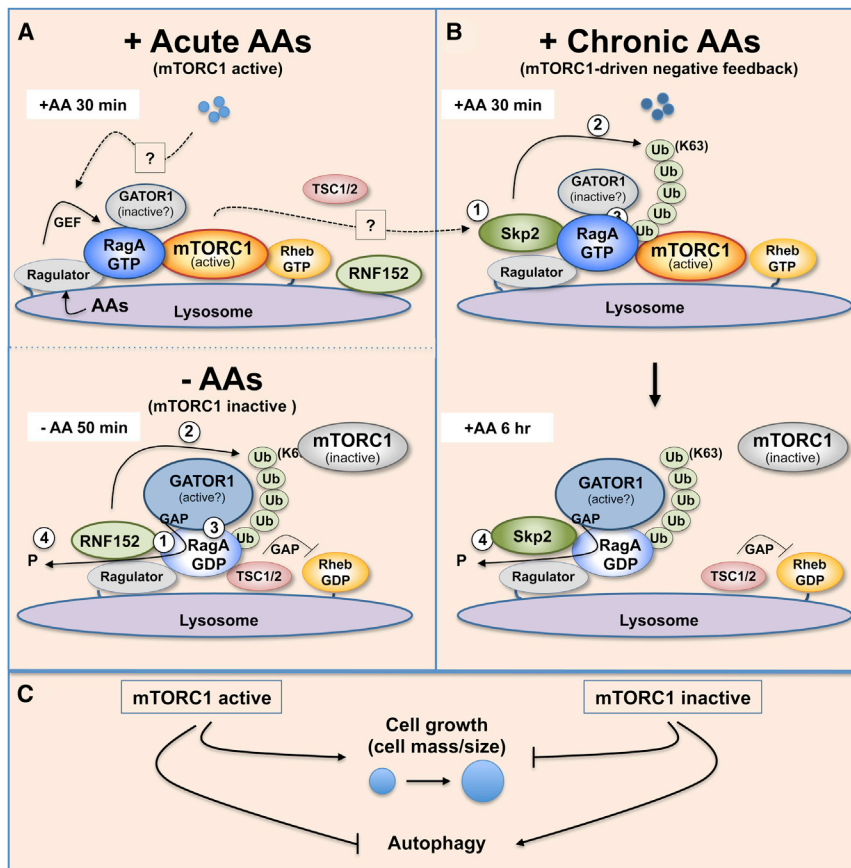 A
+ Acute AAs
(mTORC1 active)
+AA 30 min
?
TSC1/2
GATOR1
(inactive?)
?
GEF
RagA
GTP
mTORC1
(active)
Rheb
GTP
Ragulator
RNF152
AAs
Lysosome
- AAs
(mTORC1 inactive )
- AA 50 min
2
Ub
(K6
mTORC1
(inactive)
GATOR1
(active?)
Ub
Ub
GAP
3
Ub
4
RNF152
1
Ub
P
RagA
GDP
GAP
Ragulator
TSC1/2
Rheb
GDP
Lysosome
B
+ Chronic AAs
(mTORC1-driven negative feedback)
+AA 30 min
2
Ub
(K63)
Ub
GATOR1
(inactive?)
Ub
1
Skp2
3
Ub
Ub
RagA
GTP
mTORC1
(active)
Rheb
GTP
Ragulator
Lysosome
+AA 6 hr
mTORC1
(inactive)
Ub
(K63)
GATOR1
(active?)
Ub
Ub
GAP
Ub
4
Skp2
Ub
P
RagA
GDP
GAP
Ragulator
TSC1/2
Rheb
GDP
Lysosome
C
mTORC1 active
mTORC1 inactive
Cell growth
(cell mass/size)
Autophagy